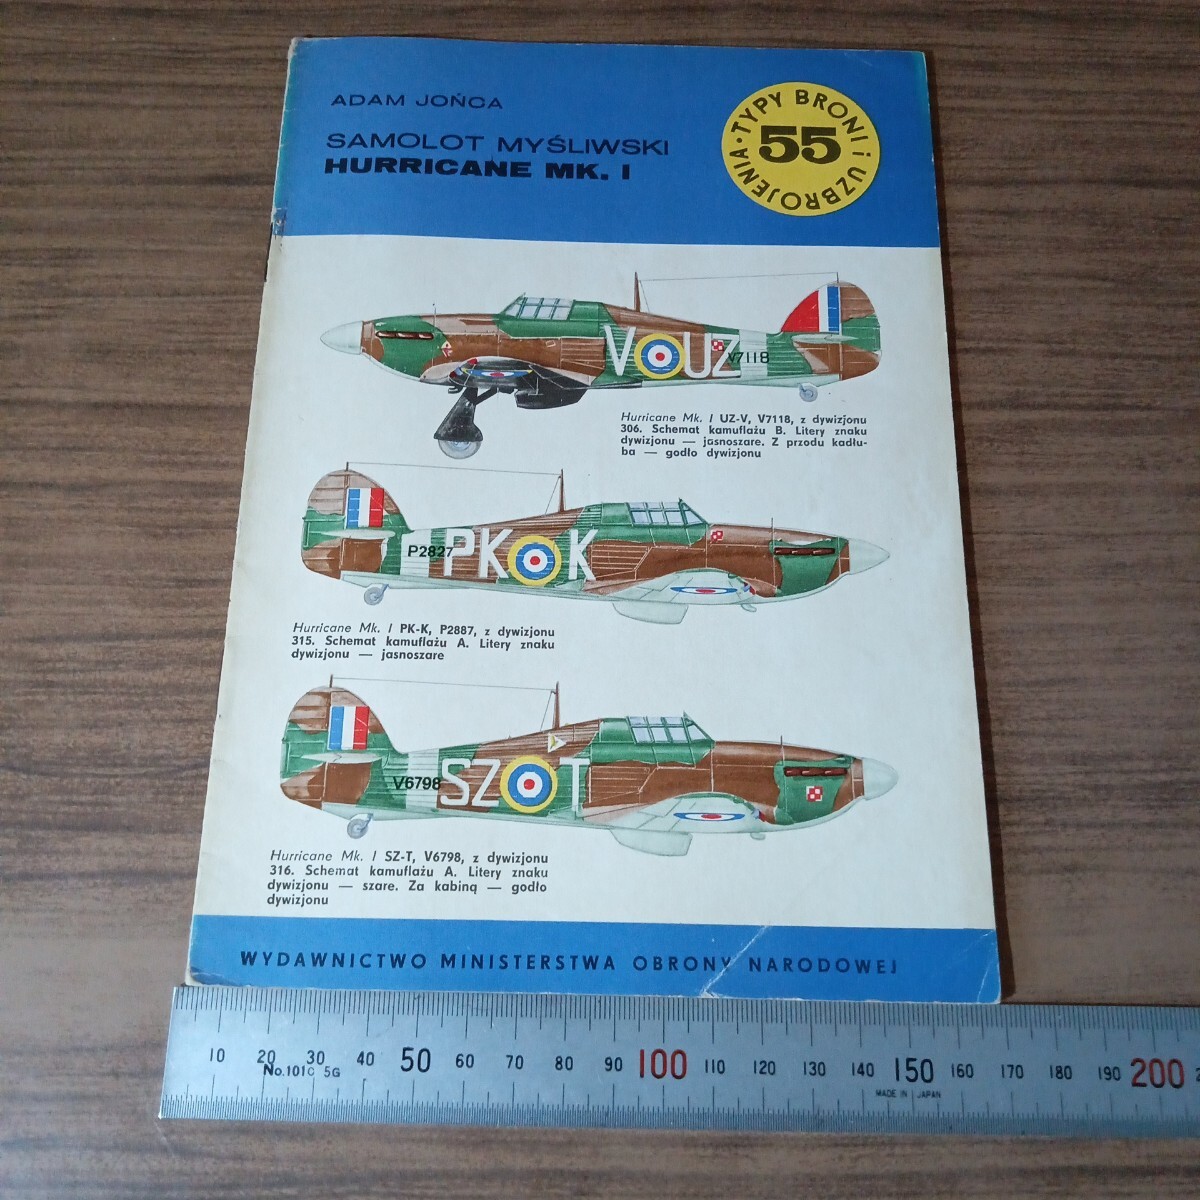 ADAM JOŃCA
SAMOLOT MYŚLIWSKI
HURRICANE MK. I
TYPY BRONI i UZBROJENIA •
55
V UZ
V7118
Hurricane Mk. I UZ-V, V7118, z dywizjonu
306. Schemat kamuflażu B. Litery znaku
dywizjonu — jasnoszare. Z przodu kadłu-
ba — godło dywizjonu
P2827
PK K
Hurricane Mk. I PK-K, P2887, z dywizjonu
315. Schemat kamuflażu A. Litery znaku
dywizjonu — jasnoszare
V6798
SZ T
Hurricane Mk. I SZ-T, V6798, z dywizjonu
316. Schemat kamuflażu A. Litery znaku
dywizjonu — szare. Za kabiną — godło
dywizjonu
WYDAWNICTWO MINISTERSTWA OBRONY NARODOWEJ
10 20 30 40 50 60 70 80 90 100 110 120 130 140 150 160 170 180 190 200
No.101C 5G
MADE IN JAPAN